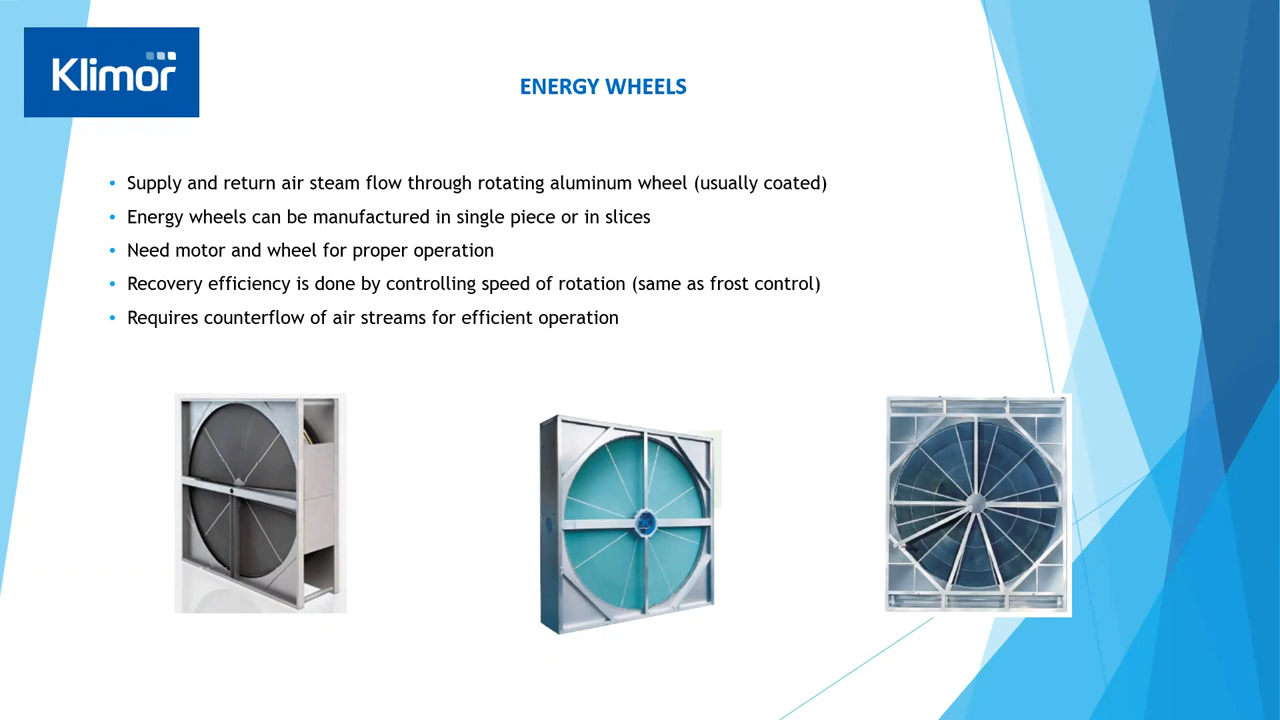 Klimor
ENERGY WHEELS
• Supply and return air steam flow through rotating aluminum wheel (usually coated)
• Energy wheels can be manufactured in single piece or in slices
• Need motor and wheel for proper operation
• Recovery efficiency is done by controlling speed of rotation (same as frost control)
• Requires counterflow of air streams for efficient operation